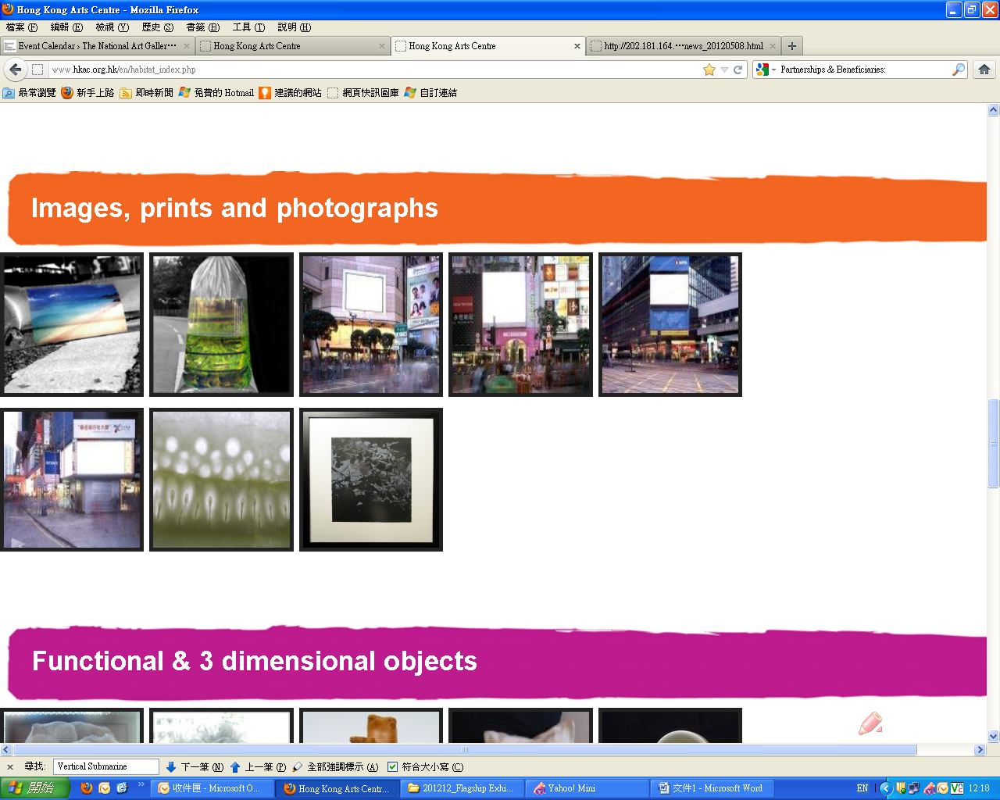 Hong Kong Arts Centre - Mozilla Firefox
檔案 (F) 編輯 (E) 檢視 (V) 歷史 (S) 書籤 (B) 工具 (T) 說明 (H)
Event Calendar › The National Art Galler⋯ Hong Kong Arts Centre Hong Kong Arts Centre http://202.181.164.⋯news_20120508.html
www.hkac.org.hk/en/habitat_index.php Partnerships & Beneficiaries:
最常瀏覽 新手上路 即時新聞 免費的 Hotmail 建議的網站 網頁快訊圖庫 自訂連結
Images, prints and photographs
SONY
Functional & 3 dimensional objects
尋找: Vertical Submarine 下一筆 (N) 上一筆 (P) 全部強調標示 (A) 符合大小寫 (C)
開始 收件匣 - Microsoft O... Hong Kong Arts Centr... 201212_Flagship Exhi... Yahoo! Mini 文件1 - Microsoft Word EN 12:18